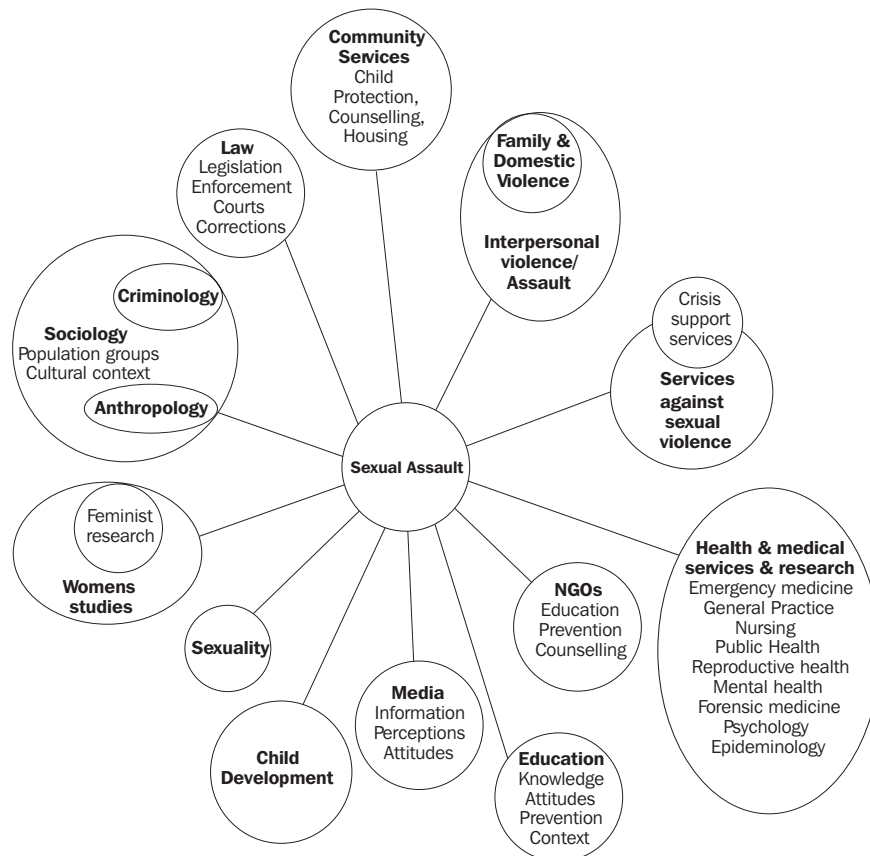 Community
Services
Child
Protection,
Counselling,
Housing
Family &
Domestic
Violence
Interpersonal
violence/
Assault
Law
Legislation
Enforcement
Courts
Corrections
Criminology
Sociology
Population groups
Cultural context
Anthropology
Crisis
support
services
Services
against
sexual
violence
Sexual Assault
Feminist
research
Womens
studies
Health & medical
services & research
Emergency medicine
General Practice
Nursing
Public Health
Reproductive health
Mental health
Forensic medicine
Psychology
Epideminology
NGOs
Education
Prevention
Counselling
Sexuality
Media
Information
Perceptions
Attitudes
Child
Development
Education
Knowledge
Attitudes
Prevention
Context